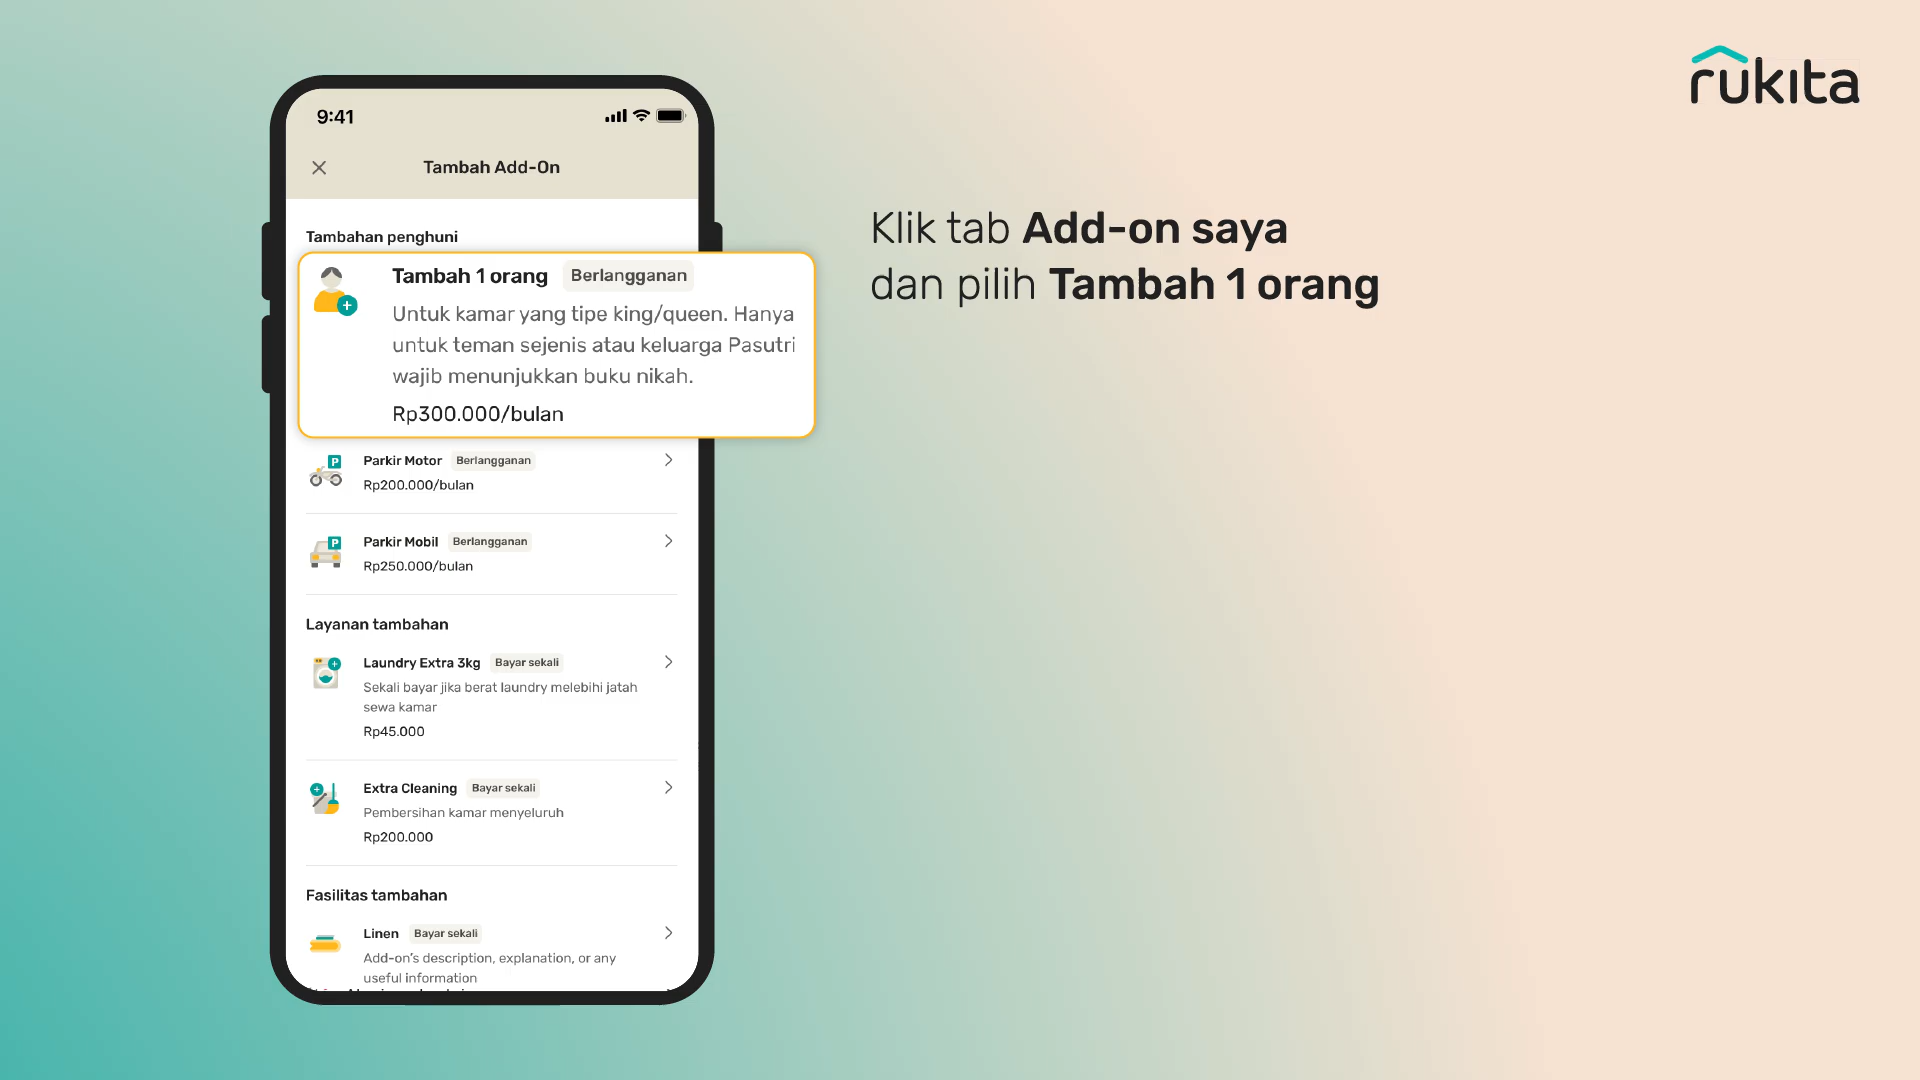 rukita
Klik tab Add-on saya
dan pilih Tambah 1 orang
9:41
Tambah Add-On
Tambahan penghuni
Tambah 1 orang Berlangganan
Untuk kamar yang tipe king/queen. Hanya
untuk teman sejenis atau keluarga Pasutri
wajib menunjukkan buku nikah.
Rp300.000/bulan
P
Parkir Motor Berlangganan
Rp200.000/bulan
P
Parkir Mobil Berlangganan
Rp250.000/bulan
Layanan tambahan
Laundry Extra 3kg Bayar sekali
Sekali bayar jika berat laundry melebihi jatah
sewa kamar
Rp45.000
Extra Cleaning Bayar sekali
Pembersihan kamar menyeluruh
Rp200.000
Fasilitas tambahan
Linen Bayar sekali
Add-on's description, explanation, or any
useful information